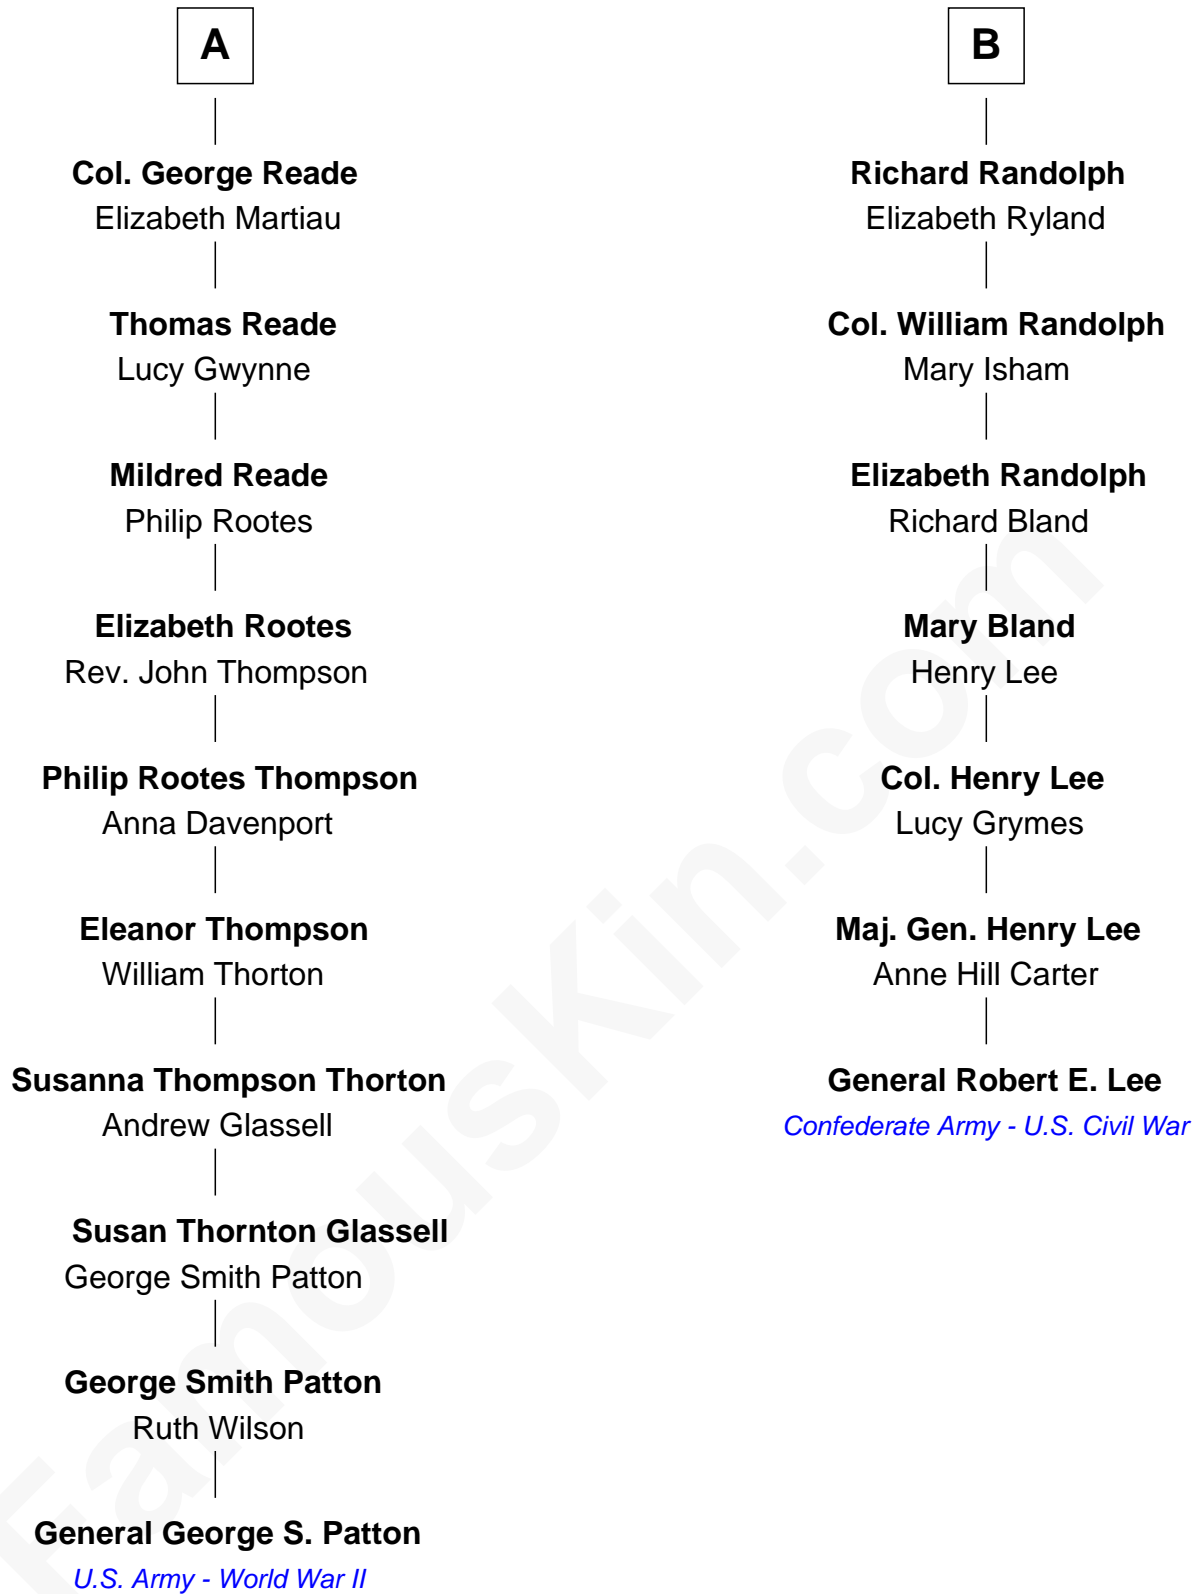 A
Col. George Reade
Elizabeth Martiau
Thomas Reade
Lucy Gwynne
Mildred Reade
Philip Rootes
Elizabeth Rootes
Rev. John Thompson
Philip Rootes Thompson
Anna Davenport
Eleanor Thompson
William Thorton
Susanna Thompson Thorton
Andrew Glassell
Susan Thornton Glassell
George Smith Patton
George Smith Patton
Ruth Wilson
General George S. Patton
U.S. Army - World War II
B
Richard Randolph
Elizabeth Ryland
Col. William Randolph
Mary Isham
Elizabeth Randolph
Richard Bland
Mary Bland
Henry Lee
Col. Henry Lee
Lucy Grymes
Maj. Gen. Henry Lee
Anne Hill Carter
General Robert E. Lee
Confederate Army - U.S. Civil War
FamousKin.com